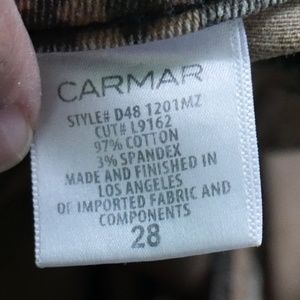 CARMAR
STYLE# D48 1201MZ
CUT# L9162
97% COTTON
3% SPANDEX
MADE AND FINISHED IN
LOS ANGELES
OF IMPORTED FABRIC AND
COMPONENTS
28